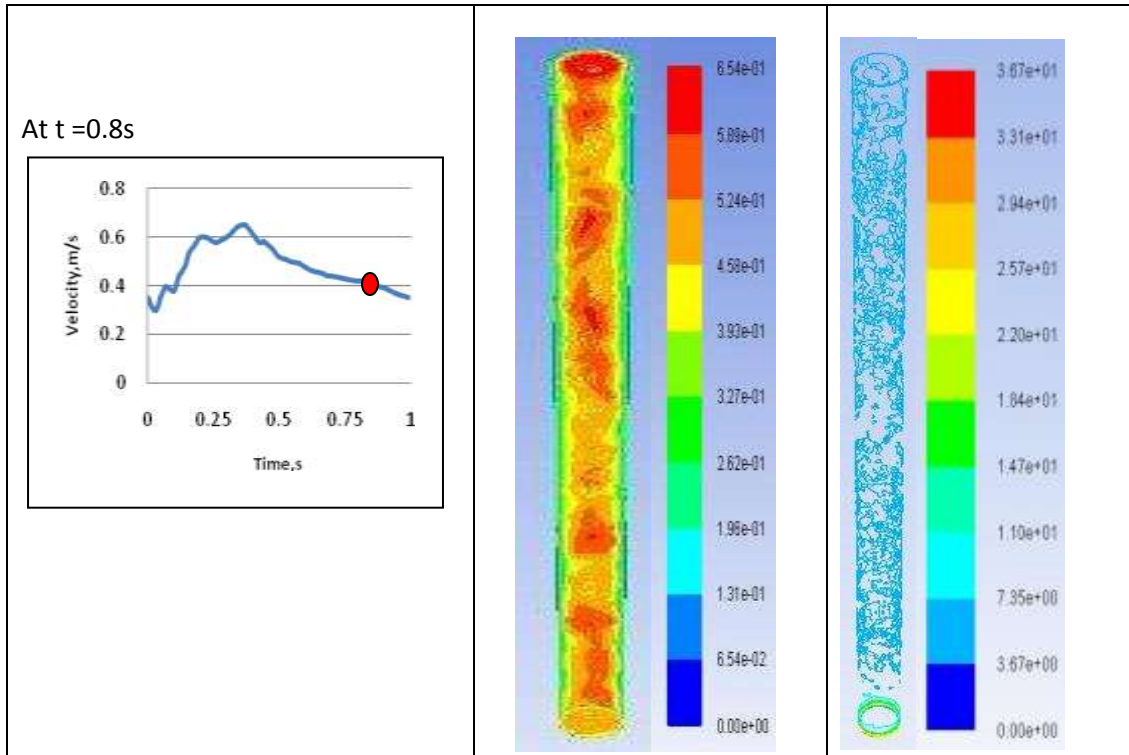 At t =0.8s
0.8
0.6
0.4
0.2
0
0 0.25 0.5 0.75 1
Velocity,m/s
Time,s
6.54e-01
5.89e-01
5.24e-01
4.58e-01
3.93e-01
3.27e-01
2.62e-01
1.96e-01
1.31e-01
6.54e-02
0.00e+00
3.67e+01
3.31e+01
2.94e+01
2.57e+01
2.20e+01
1.84e+01
1.47e+01
1.10e+01
7.35e+00
3.67e+00
0.00e+00